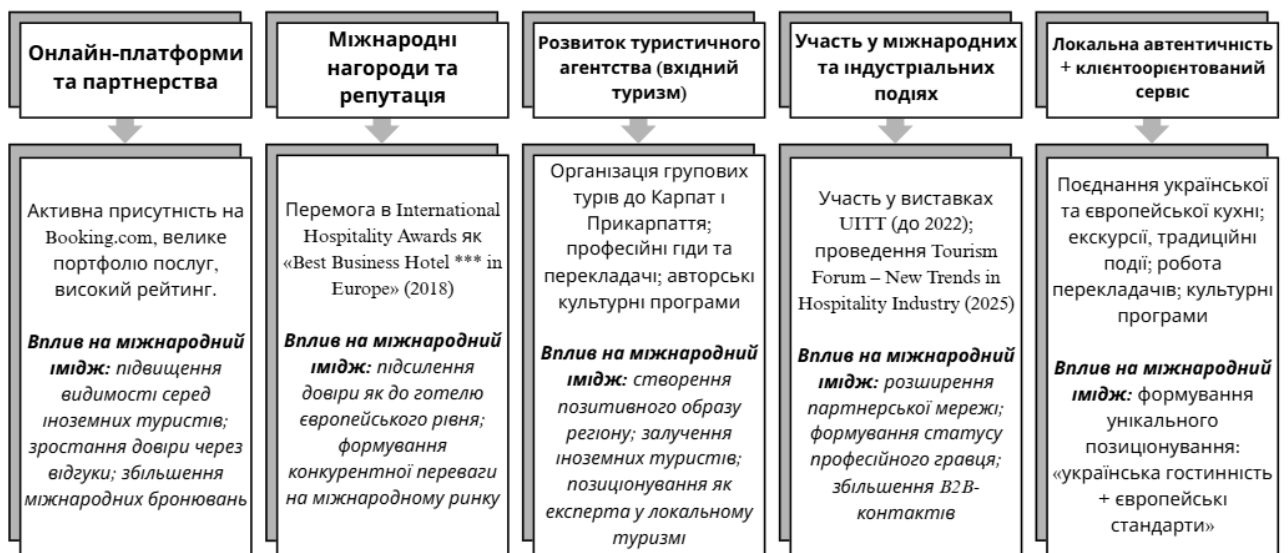 Онлайн-платформи
та партнерства
Міжнародні
нагороди та
репутація
Розвиток туристичного
агентства (вхідний
туризм)
Участь у міжнародних
та індустріальних
подіях
Локальна автентичність
+ клієнтоорієнтований
сервіс
Активна присутність на
Booking.com, велике
портфоліо послуг,
високий рейтинг.
Вплив на міжнародний
імідж: підвищення
видимості серед
іноземних туристів;
зростання довіри через
відгуки; збільшення
міжнародних бронювань
Перемога в International
Hospitality Awards як
«Best Business Hotel *** in
Europe» (2018)
Вплив на міжнародний
імідж: підсилення
довіри як до готелю
європейського рівня;
формування
конкурентної переваги
на міжнародному ринку
Організація групових
турів до Карпат і
Прикарпаття;
професійні гіди та
перекладачі; авторські
культурні програми
Вплив на міжнародний
імідж: створення
позитивного образу
регіону; залучення
іноземних туристів;
позиціонування як
експерта у локальному
туризмі
Участь у виставках
UITT (до 2022);
проведення Tourism
Forum – New Trends in
Hospitality Industry (2025)
Вплив на міжнародний
імідж: розширення
партнерської мережі;
формування статусу
професійного гравця;
збільшення B2B-
контактів
Поєднання української
та європейської кухні;
екскурсії, традиційні
події; робота
перекладачів; культурні
програми
Вплив на міжнародний
імідж: формування
унікального
позиціонування:
«українська гостинність
+ європейські
стандарти»